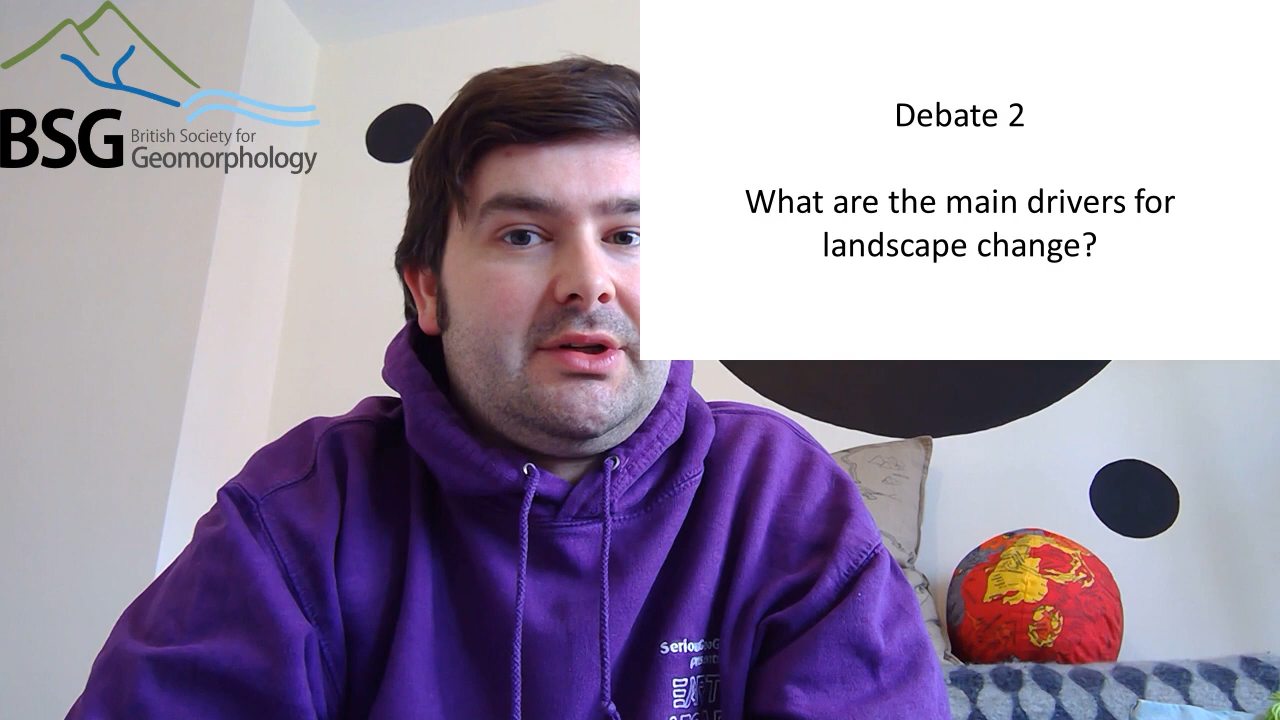 BSG
British Society for
Geomorphology
Debate 2
What are the main drivers for
landscape change?